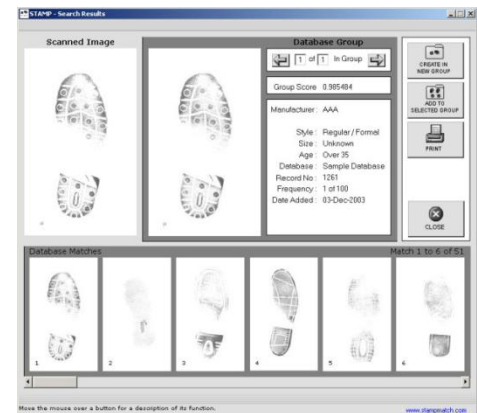 STAMP - Search Results
Scanned Image
Database Group
1 of 1 In Group
Group Score 0.985484
Manufacturer: AAA
Style: Regular / Formal
Size: Unknown
Age: Over 35
Database: Sample Database
Record No: 1261
Frequency: 1 of 100
Date Added: 03-Dec-2003
CREATE IN
NEW GROUP
ADD TO
SELECTED GROUP
PRINT
CLOSE
Database Matches
Match 1 to 6 of 51
1
2
3
4
5
6
Move the mouse over a button for a description of its function.
www.stampmatch.com